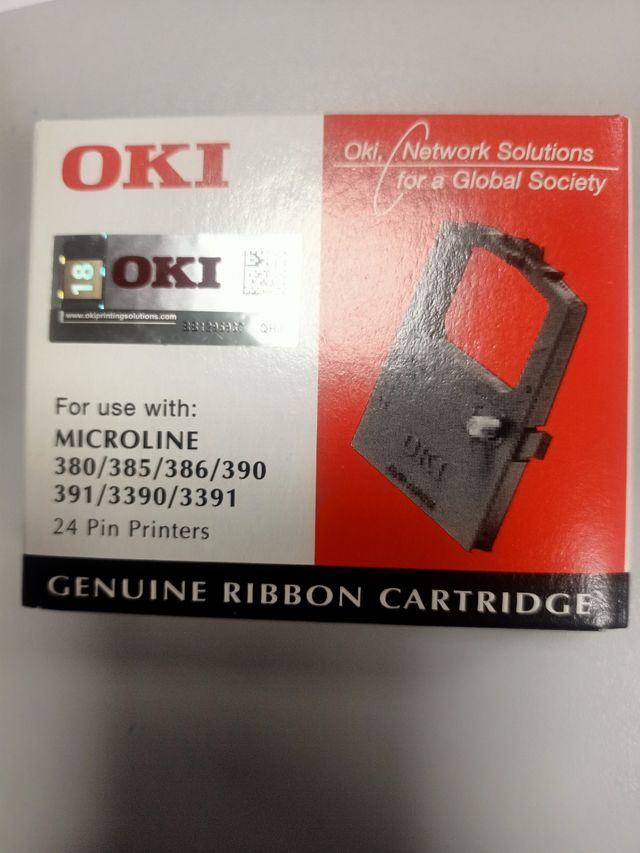 OKI
Oki, Network Solutions
for a Global Society
18
OKI
www.okiprintingsolutions.com
For use with:
MICROLINE
380/385/386/390
391/3390/3391
24 Pin Printers
OKI
GENUINE RIBBON CARTRIDGE